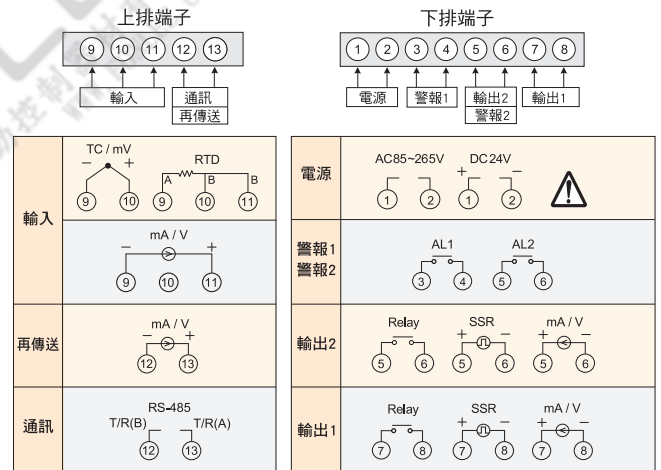 上排端子
下排端子
9 10 11 12 13
1 2 3 4 5 6 7 8
輸入
通訊
再傳送
電源
警報1
輸出2
警報2
輸出1
輸入
TC / mV
− +
9 10
RTD
A B B
9 10 11
mA / V
− +
9 10 11
再傳送
mA / V
− +
12 13
通訊
RS-485
T/R(B) T/R(A)
12 13
電源
AC85~265V
1 2
DC24V
+ −
1 2
警報1
警報2
AL1
3 4
AL2
5 6
輸出2
Relay
5 6
SSR
+ −
5 6
mA / V
+ −
5 6
輸出1
Relay
7 8
SSR
+ −
7 8
mA / V
+ −
7 8